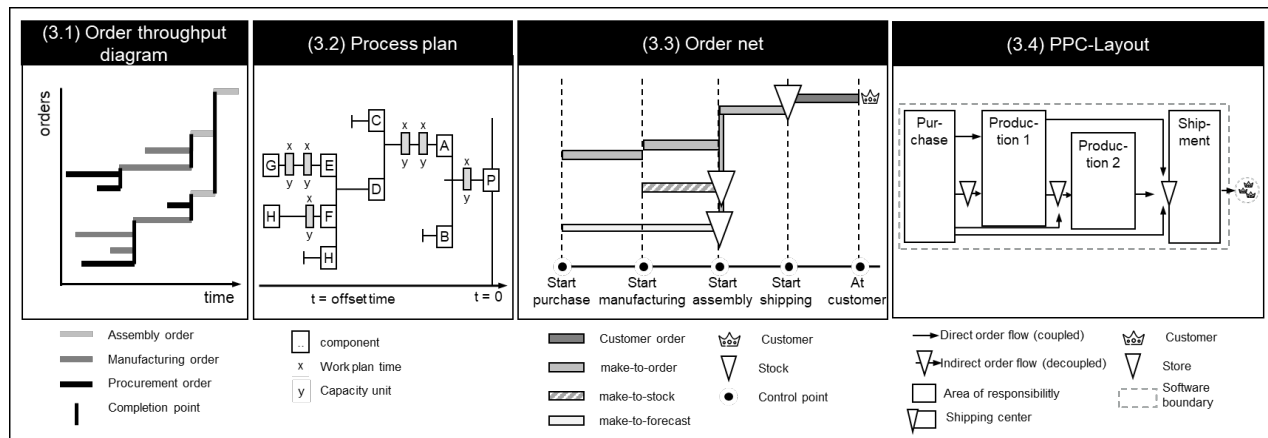 (3.1) Order throughput
diagram
orders
time
Assembly order
Manufacturing order
Procurement order
Completion point
(3.2) Process plan
C
x x
A
y y
x x
G E
y y
x
P
y
D
x
H F
y
B
H
t = offset time
t = 0
.. component
x Work plan time
y Capacity unit
(3.3) Order net
Start
purchase
Start
manufacturing
Start
assembly
Start
shipping
At
customer
Customer order
make-to-order
make-to-stock
make-to-forecast
Customer
Stock
Control point
(3.4) PPC-Layout
Pur-
chase
Produc-
tion 1
Produc-
tion 2
Ship-
ment
Direct order flow (coupled)
Indirect order flow (decoupled)
Area of responsibiltly
Shipping center
Customer
Store
Software
boundary